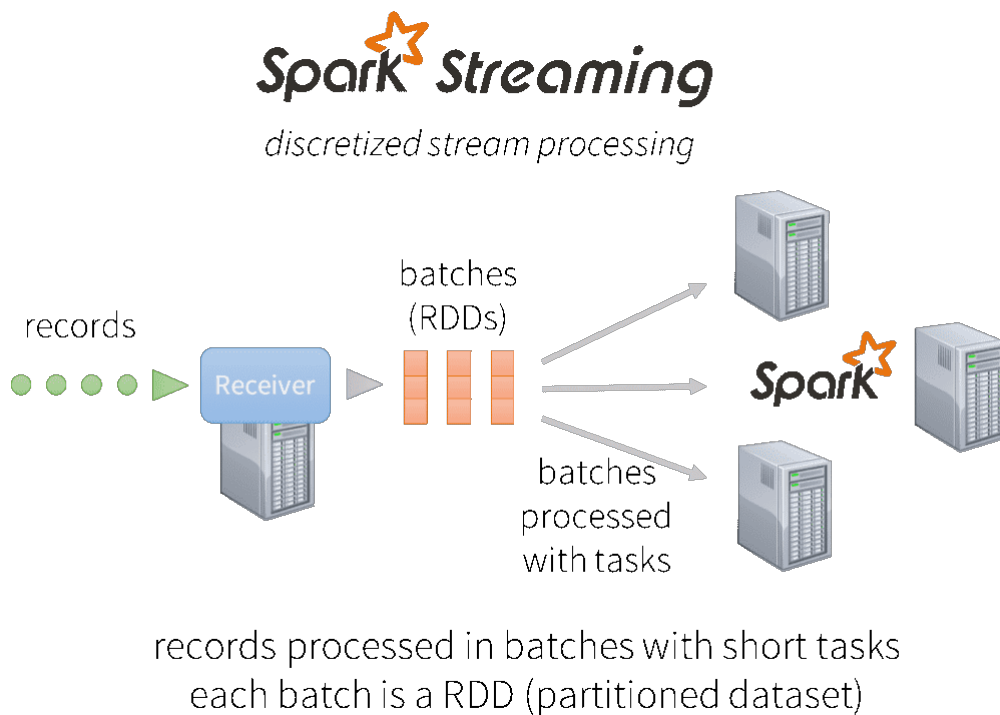 Spark Streaming
discretized stream processing
records
Receiver
batches
(RDDs)
Spark
batches
processed
with tasks
records processed in batches with short tasks
each batch is a RDD (partitioned dataset)